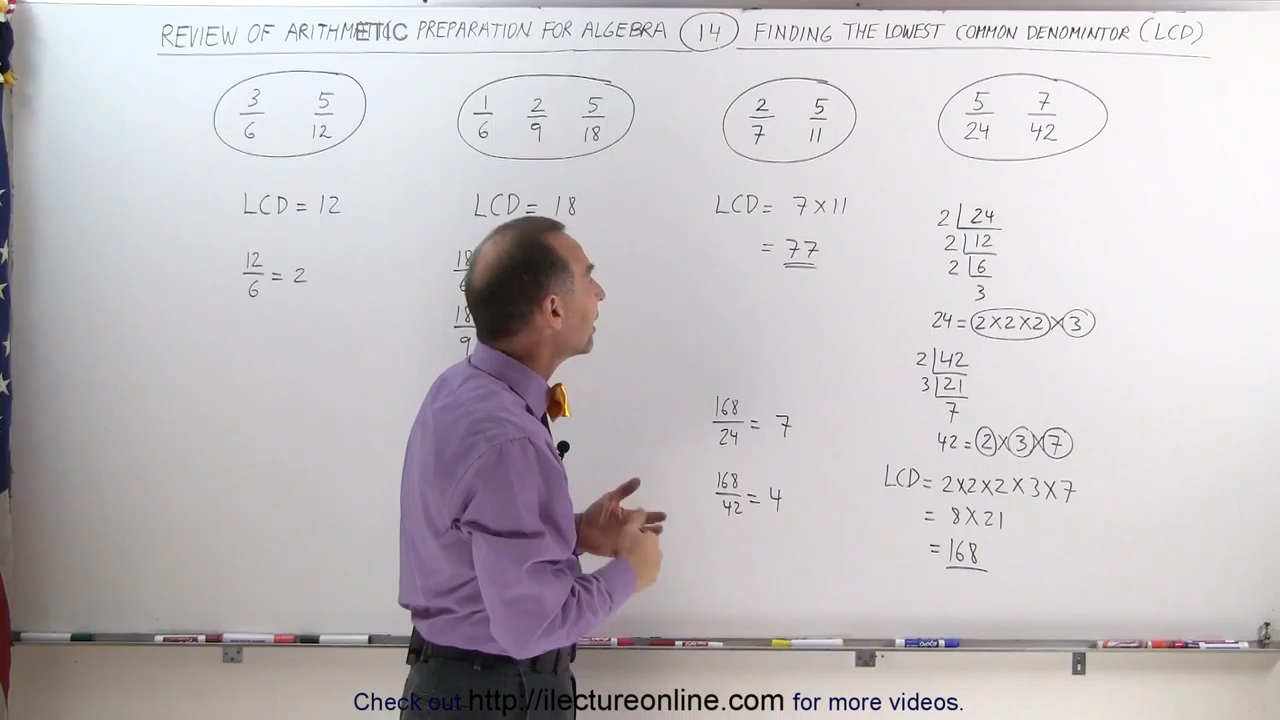 REVIEW OF ARITHMETIC PREPARATION FOR ALGEBRA 14 FINDING THE LOWEST COMMON DENOMINTOR (LCD)
3/6 5/12
LCD = 12
12/6 = 2
1/6 2/9 5/18
LCD = 18
18
18/9
2/7 5/11
LCD = 7 × 11
= 77
168/24 = 7
168/42 = 4
5/24 7/42
2 24
2 12
2 6
3
24 = 2 × 2 × 2 × 3
2 42
3 21
7
42 = 2 × 3 × 7
LCD = 2 × 2 × 2 × 3 × 7
= 8 × 21
= 168
Check out http://ilectureonline.com for more videos.